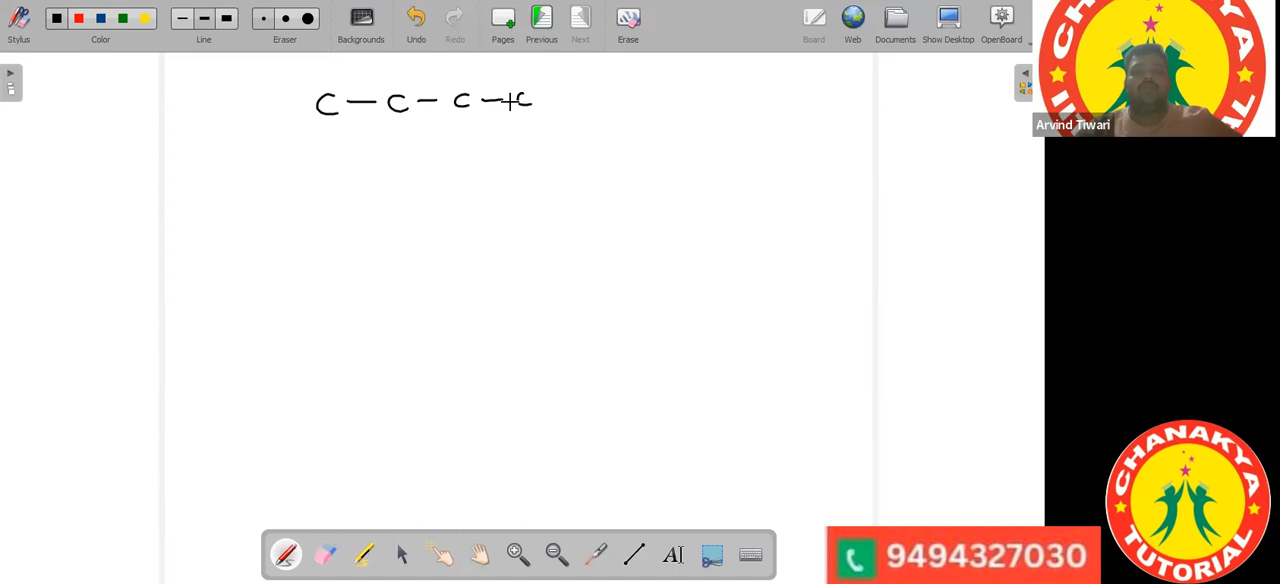 Stylus Color Line Eraser Backgrounds Undo Redo Pages Previous Next Erase Board Web Documents Show Desktop OpenBoard
C — C — C — C
Arvind Tiwari
CHANAKYA
TUTORIAL
9494327030